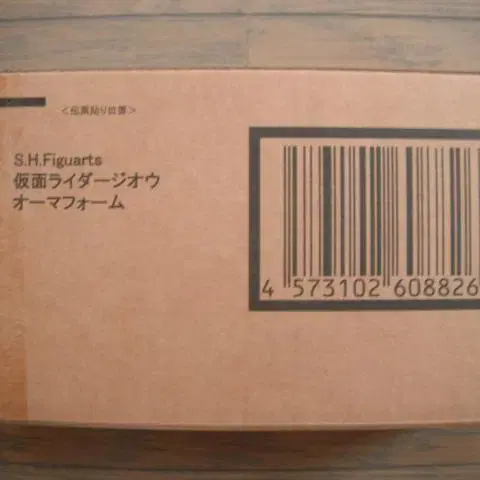 <伝票貼り位置>
S.H.Figuarts
仮面ライダージオウ
オーマフォーム
4 573102 608826